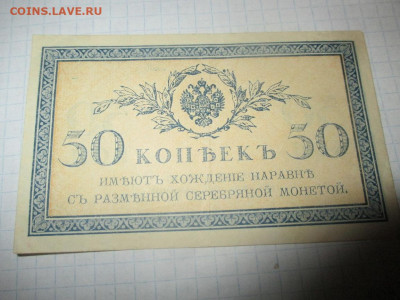 COINS.LAVE.RU
50 КОПѢЕКЪ 50
ИМѢЮТЪ ХОЖДЕНІЕ НАРАВНѢ
СЪ РАЗМѢННОЙ СЕРЕБРЯНОЙ МОНЕТОЙ.